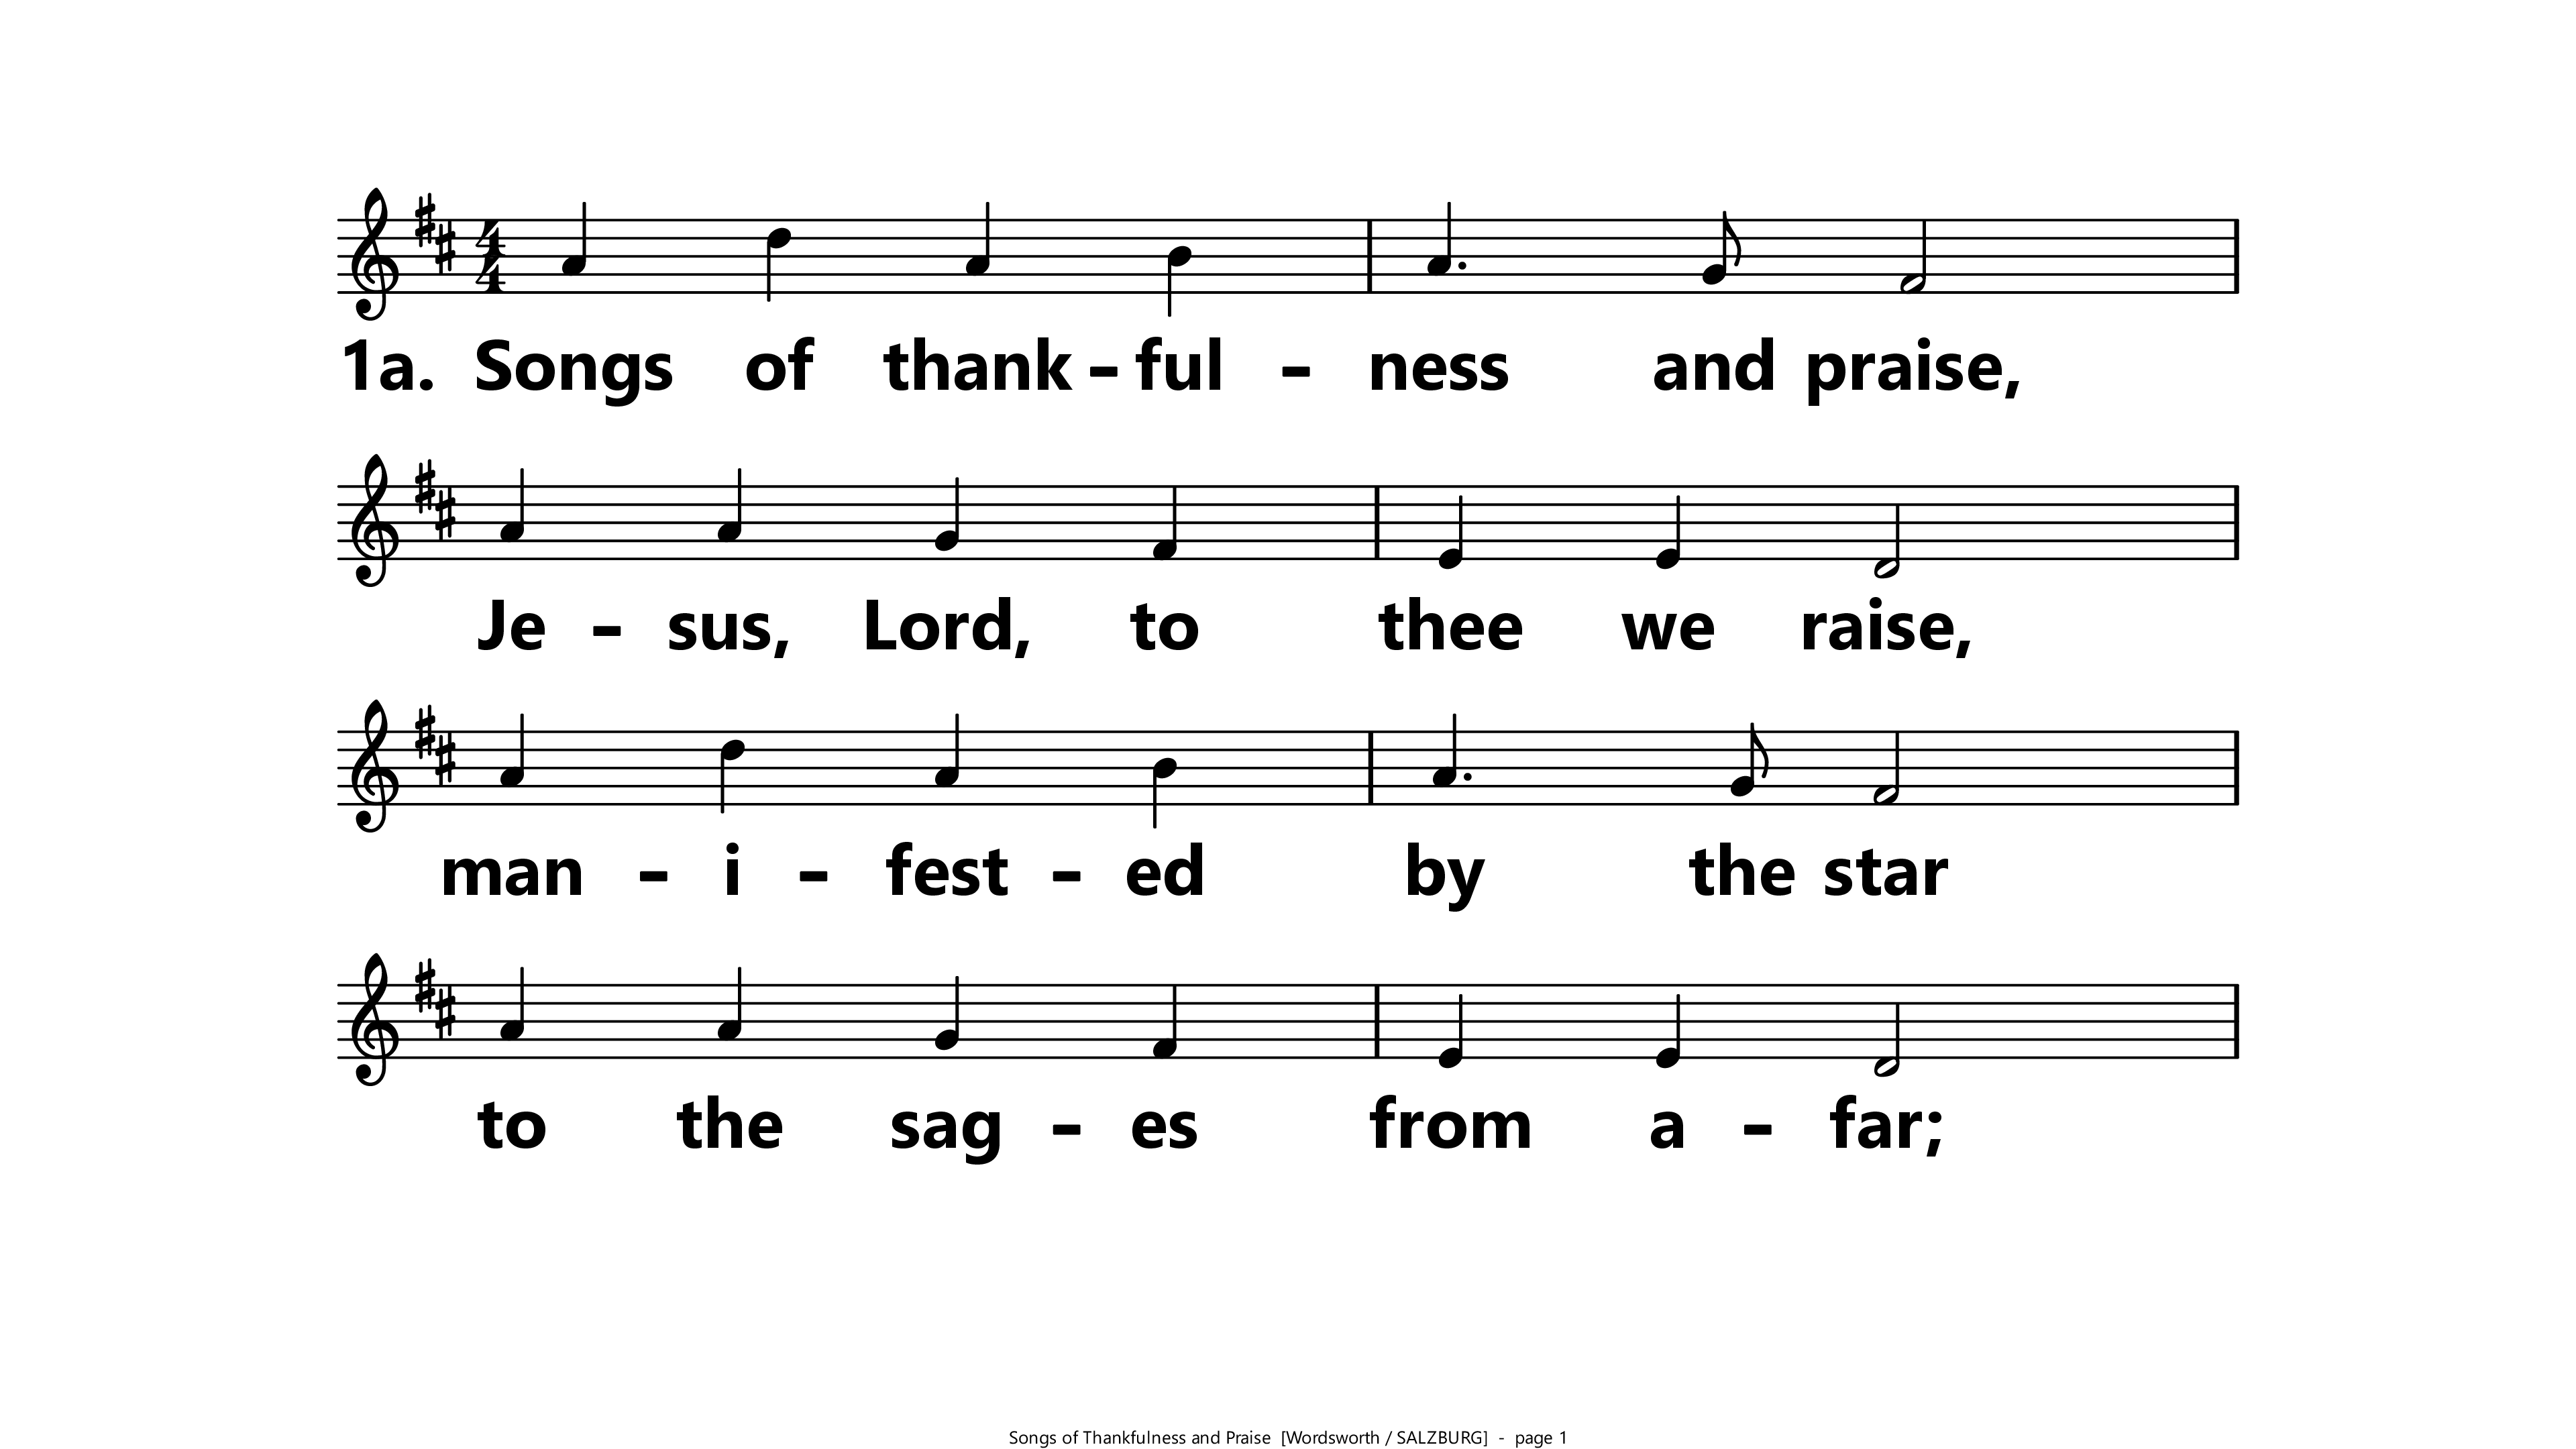 1a. Songs of thank - ful - ness and praise,
Je - sus, Lord, to thee we raise,
man - i - fest - ed by the star
to the sag - es from a - far;
Songs of Thankfulness and Praise [Wordsworth / SALZBURG] - page 1